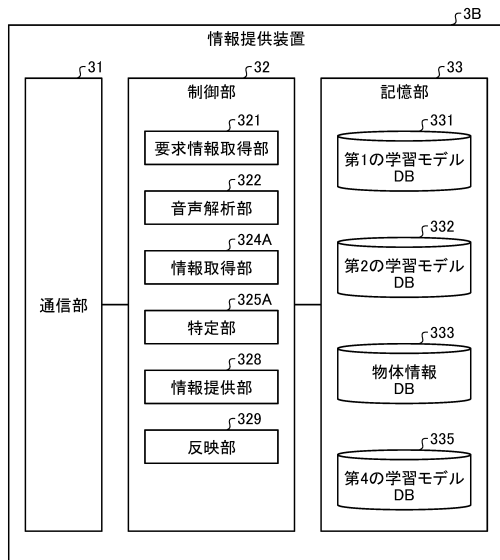 3B
情報提供装置
31
通信部
32
制御部
321
要求情報取得部
322
音声解析部
324A
情報取得部
325A
特定部
328
情報提供部
329
反映部
33
記憶部
331
第1の学習モデル
DB
332
第2の学習モデル
DB
333
物体情報
DB
335
第4の学習モデル
DB